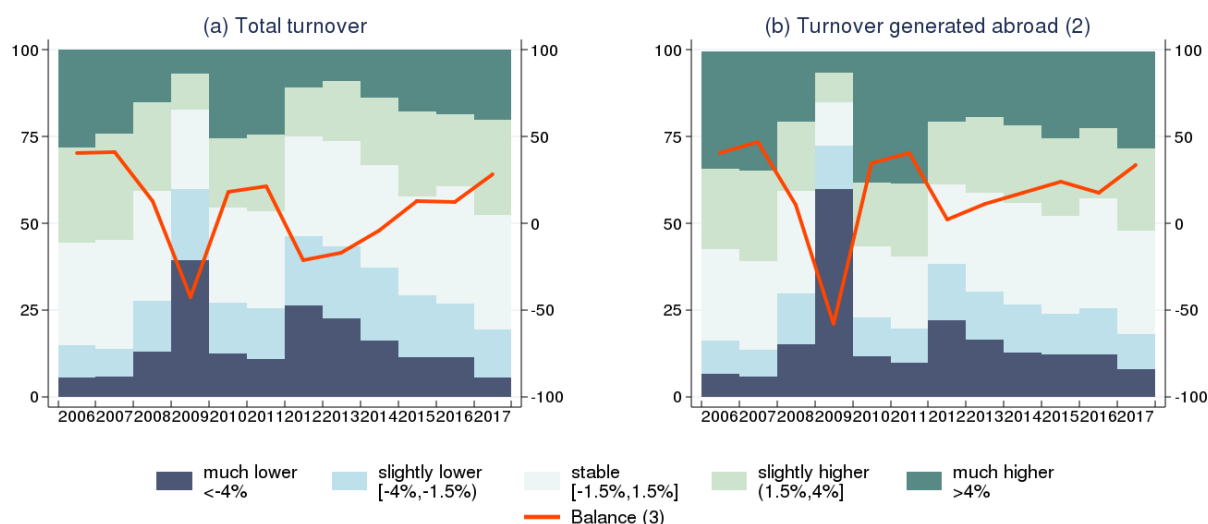 (a) Total turnover
(b) Turnover generated abroad (2)
100
75
50
25
0
100
50
0
-50
-100
2006 2007 2008 2009 2010 2011 2012 2013 2014 2015 2016 2017
100
75
50
25
0
100
50
0
-50
-100
2006 2007 2008 2009 2010 2011 2012 2013 2014 2015 2016 2017
much lower
<-4%
slightly lower
[-4%,-1.5%)
stable
[-1.5%,1.5%]
slightly higher
(1.5%,4%]
much higher
>4%
Balance (3)